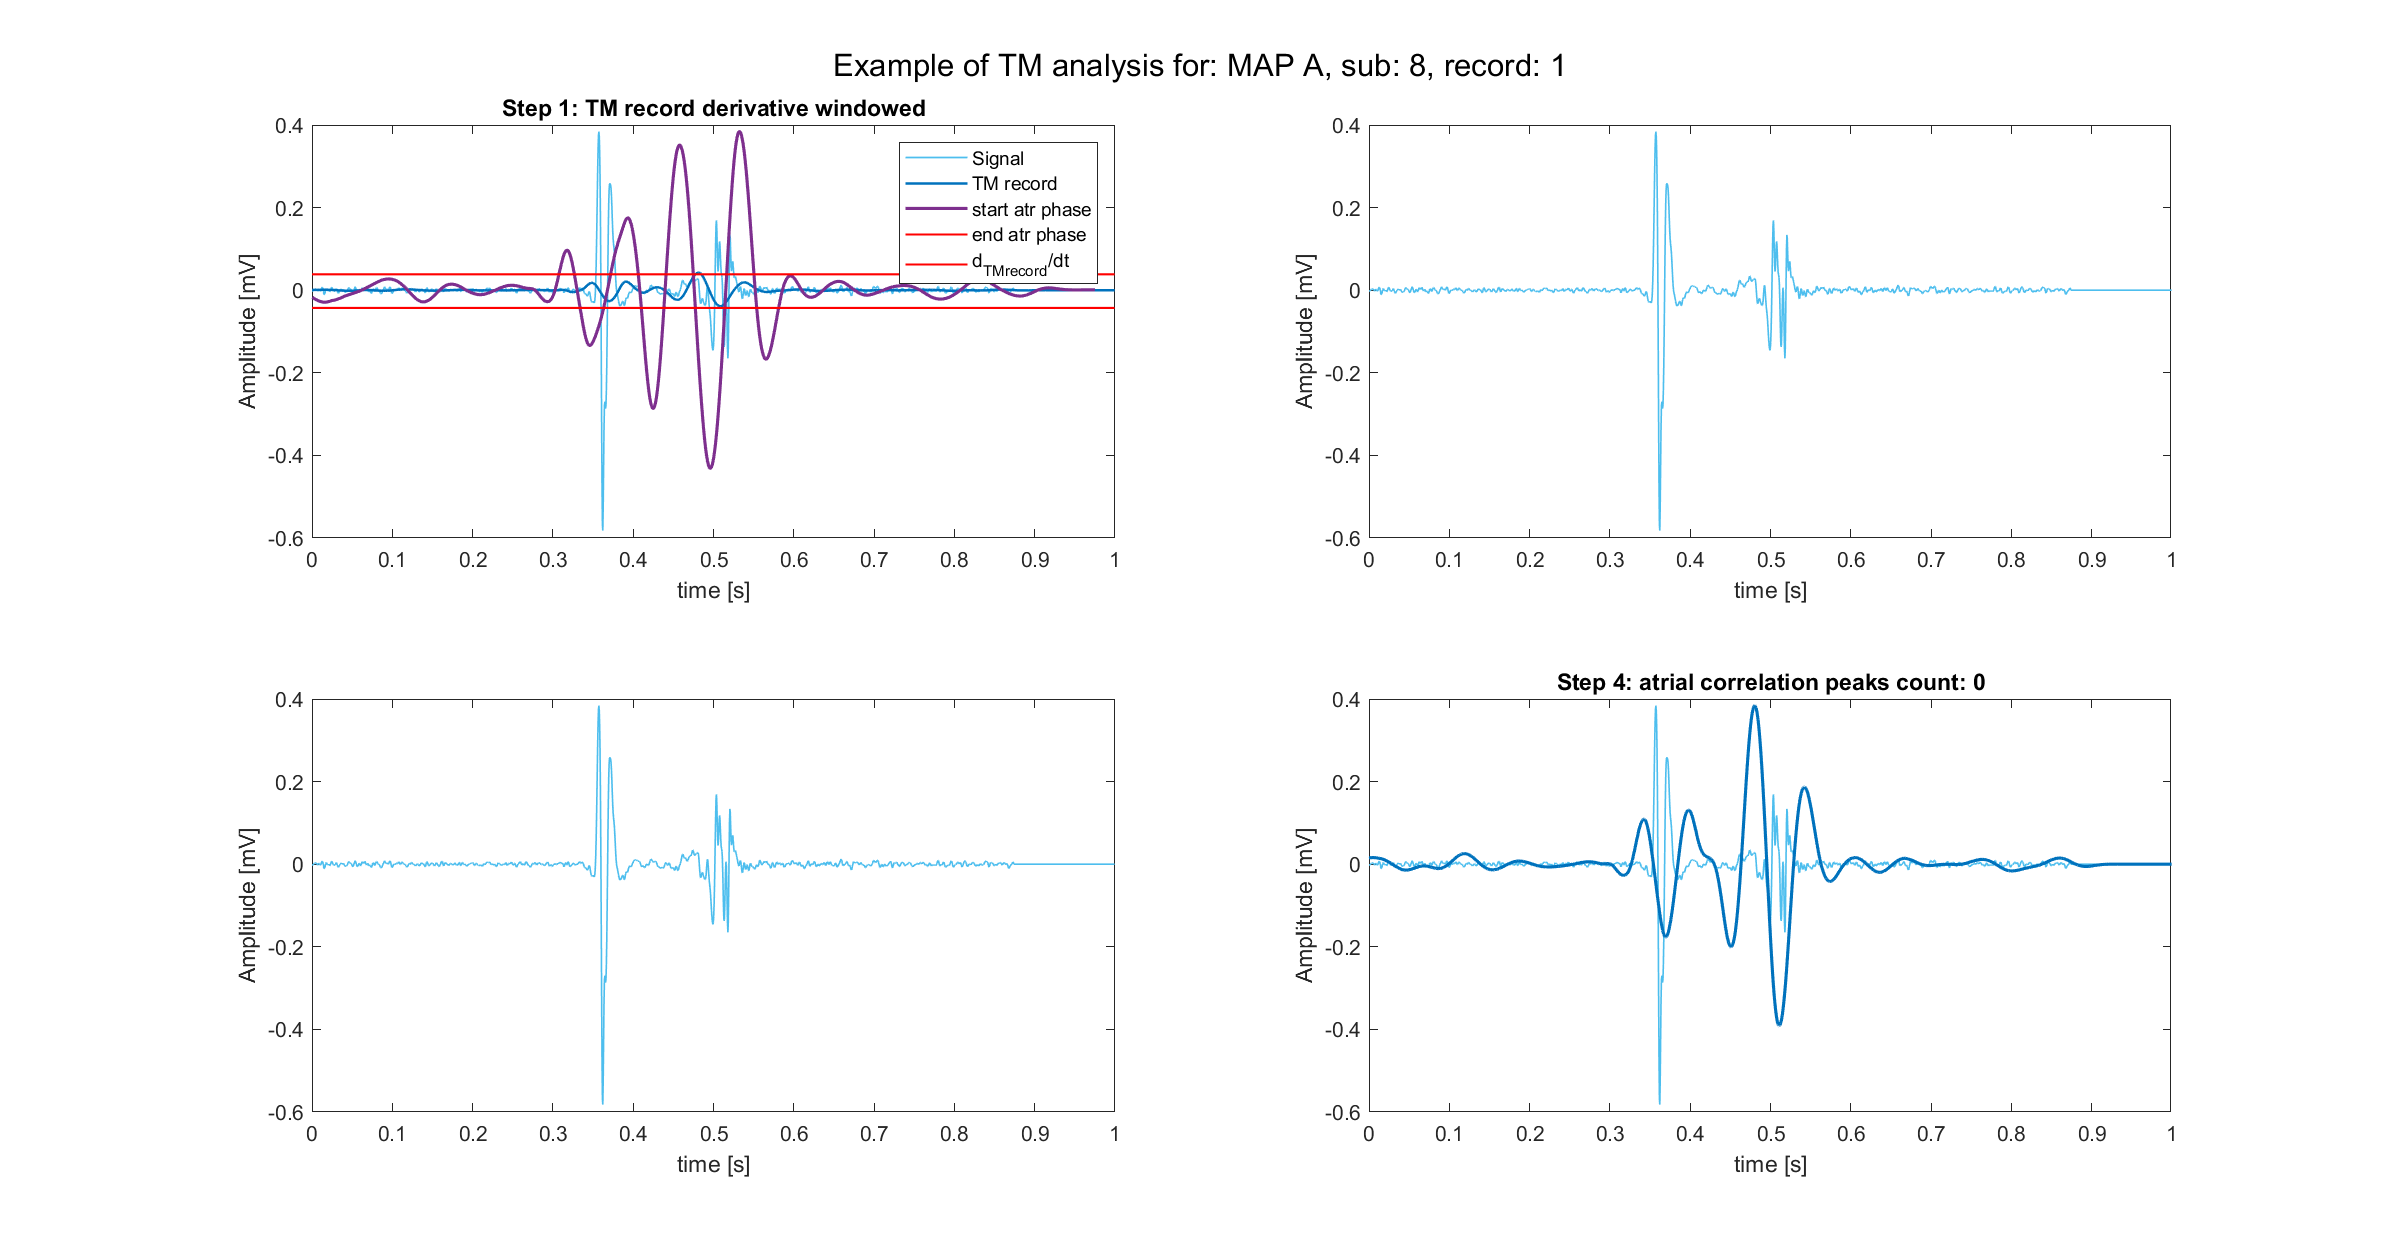 Example of TM analysis for: MAP A, sub: 8, record: 1
Step 1: TM record derivative windowed
Amplitude [mV]
0.4
0.2
0
-0.2
-0.4
-0.6
Signal
TM record
start atr phase
end atr phase
d_TMrecord/dt
0 0.1 0.2 0.3 0.4 0.5 0.6 0.7 0.8 0.9 1
time [s]
Amplitude [mV]
0.4
0.2
0
-0.2
-0.4
-0.6
0 0.1 0.2 0.3 0.4 0.5 0.6 0.7 0.8 0.9 1
time [s]
Amplitude [mV]
0.4
0.2
0
-0.2
-0.4
-0.6
0 0.1 0.2 0.3 0.4 0.5 0.6 0.7 0.8 0.9 1
time [s]
Step 4: atrial correlation peaks count: 0
Amplitude [mV]
0.4
0.2
0
-0.2
-0.4
-0.6
0 0.1 0.2 0.3 0.4 0.5 0.6 0.7 0.8 0.9 1
time [s]